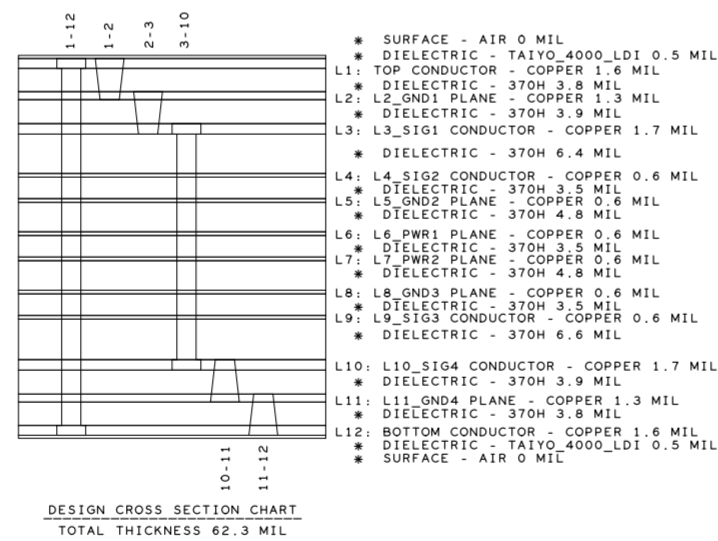 1-12
1-2
2-3
3-10
* SURFACE - AIR 0 MIL
* DIELECTRIC - TAIYO_4000_LDI 0.5 MIL
L1: TOP CONDUCTOR - COPPER 1.6 MIL
* DIELECTRIC - 370H 3.8 MIL
L2: L2_GND1 PLANE - COPPER 1.3 MIL
* DIELECTRIC - 370H 3.9 MIL
L3: L3_SIG1 CONDUCTOR - COPPER 1.7 MIL
* DIELECTRIC - 370H 6.4 MIL
L4: L4_SIG2 CONDUCTOR - COPPER 0.6 MIL
* DIELECTRIC - 370H 3.5 MIL
L5: L5_GND2 PLANE - COPPER 0.6 MIL
* DIELECTRIC - 370H 4.8 MIL
L6: L6_PWR1 PLANE - COPPER 0.6 MIL
* DIELECTRIC - 370H 3.5 MIL
L7: L7_PWR2 PLANE - COPPER 0.6 MIL
* DIELECTRIC - 370H 4.8 MIL
L8: L8_GND3 PLANE - COPPER 0.6 MIL
* DIELECTRIC - 370H 3.5 MIL
L9: L9_SIG3 CONDUCTOR - COPPER 0.6 MIL
* DIELECTRIC - 370H 6.6 MIL
L10: L10_SIG4 CONDUCTOR - COPPER 1.7 MIL
* DIELECTRIC - 370H 3.9 MIL
L11: L11_GND4 PLANE - COPPER 1.3 MIL
* DIELECTRIC - 370H 3.8 MIL
L12: BOTTOM CONDUCTOR - COPPER 1.6 MIL
* DIELECTRIC - TAIYO_4000_LDI 0.5 MIL
* SURFACE - AIR 0 MIL
10-11
11-12
DESIGN CROSS SECTION CHART
TOTAL THICKNESS 62.3 MIL